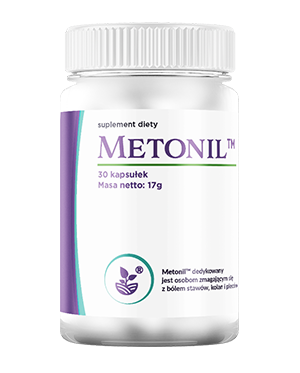 suplement diety
METONIL™
30 kapsułek
Masa netto: 17g
®
Metonil™ dedykowany
jest osobom zmagającym się
z bólem stawów, kolan i pleców